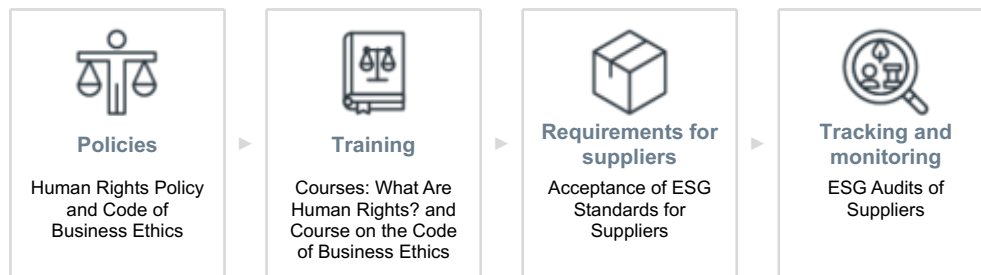 Policies
Human Rights Policy
and Code of
Business Ethics
Training
Courses: What Are
Human Rights? and
Course on the Code
of Business Ethics
Requirements for
suppliers
Acceptance of ESG
Standards for
Suppliers
Tracking and
monitoring
ESG Audits of
Suppliers